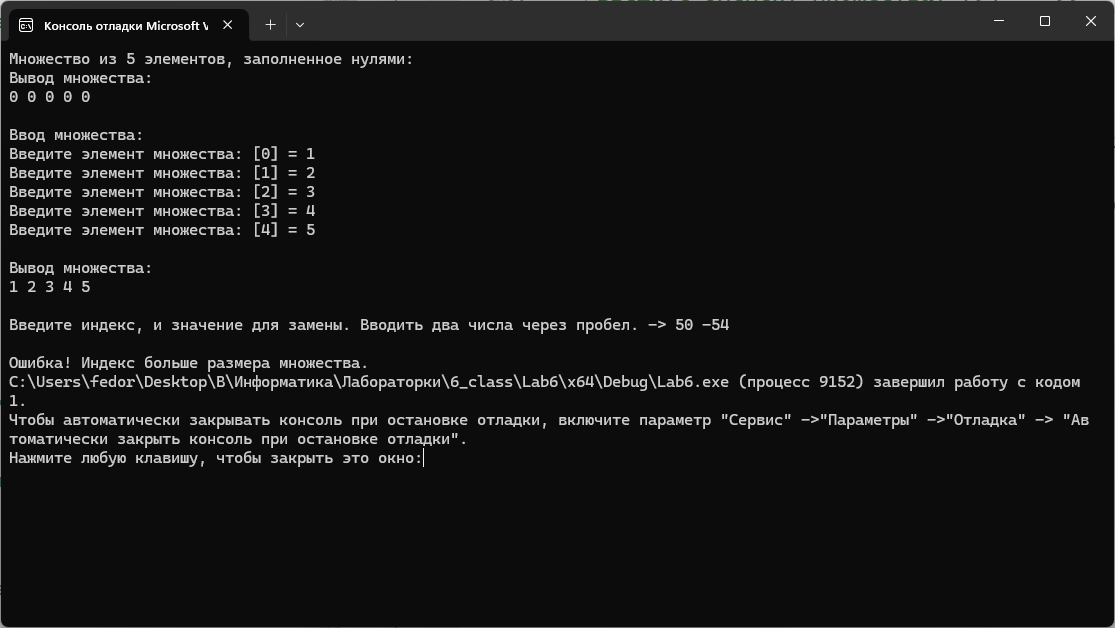 Консоль отладки Microsoft V
Множество из 5 элементов, заполненное нулями:
Вывод множества:
0 0 0 0 0
Ввод множества:
Введите элемент множества: [0] = 1
Введите элемент множества: [1] = 2
Введите элемент множества: [2] = 3
Введите элемент множества: [3] = 4
Введите элемент множества: [4] = 5
Вывод множества:
1 2 3 4 5
Введите индекс, и значение для замены. Вводить два числа через пробел. -> 50 -54
Ошибка! Индекс больше размера множества.
C:\Users\fedor\Desktop\В\Информатика\Лабораторки\6_class\Lab6\x64\Debug\Lab6.exe (процесс 9152) завершил работу с кодом
1.
Чтобы автоматически закрывать консоль при остановке отладки, включите параметр "Сервис" ->"Параметры" ->"Отладка" -> "Ав
томатически закрыть консоль при остановке отладки".
Нажмите любую клавишу, чтобы закрыть это окно: